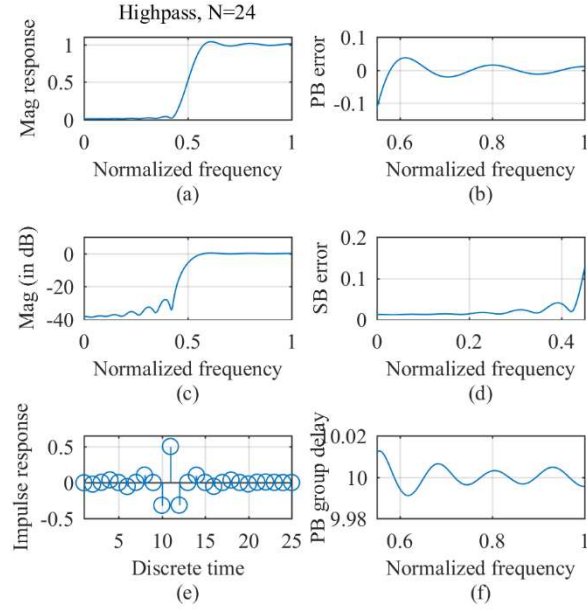 Highpass, N=24
Mag response
1
0.5
0
0
0.5
1
Normalized frequency
(a)
PB error
0.1
0
-0.1
0.6
0.8
1
Normalized frequency
(b)
Mag (in dB)
0
-20
-40
0
0.5
1
Normalized frequency
(c)
SB error
0.2
0.1
0
0
0.2
0.4
Normalized frequency
(d)
Impulse response
0.5
0
-0.5
5
10
15
20
25
Discrete time
(e)
PB group delay
10.02
10
9.98
0.6
0.8
1
Normalized frequency
(f)